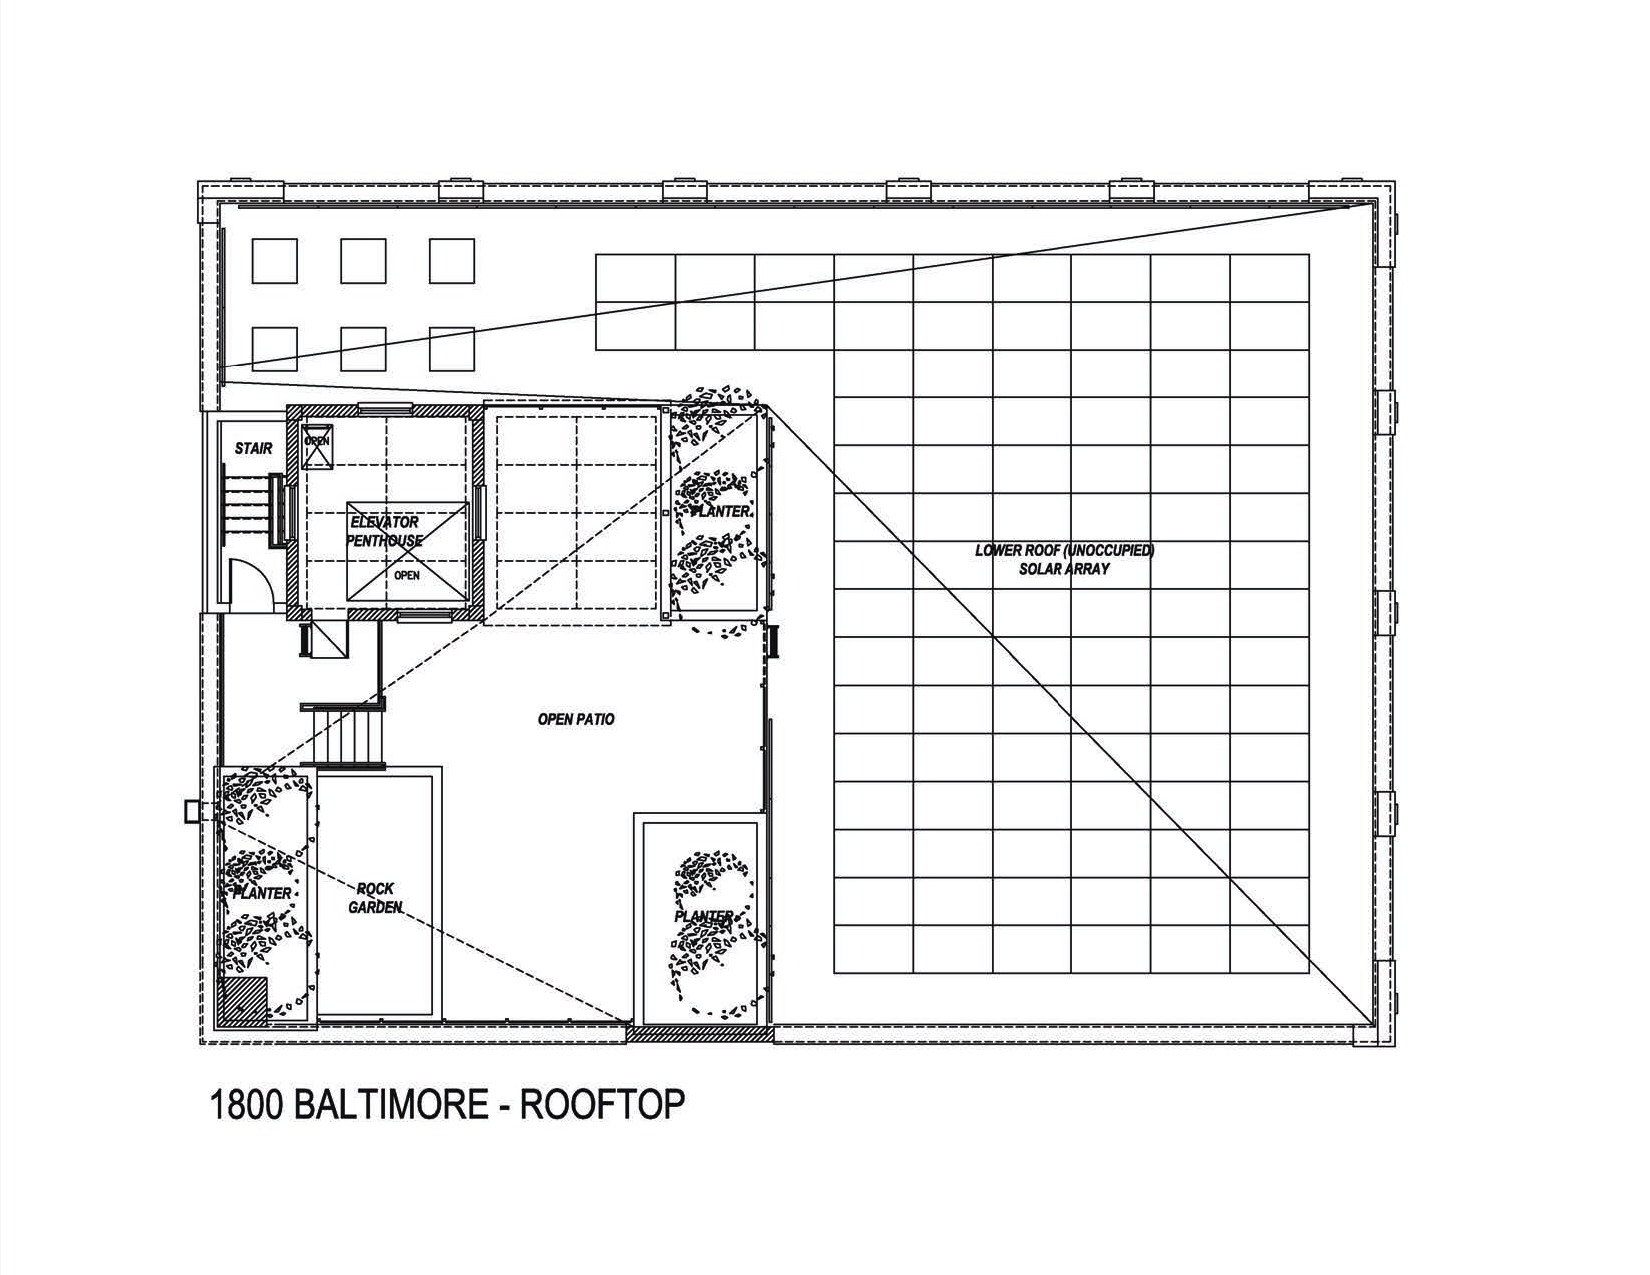 STAIR
OPEN
ELEVATOR
PENTHOUSE
OPEN
PLANTER
LOWER ROOF (UNOCCUPIED)
SOLAR ARRAY
OPEN PATIO
PLANTER
ROCK
GARDEN
PLANTER
1800 BALTIMORE - ROOFTOP